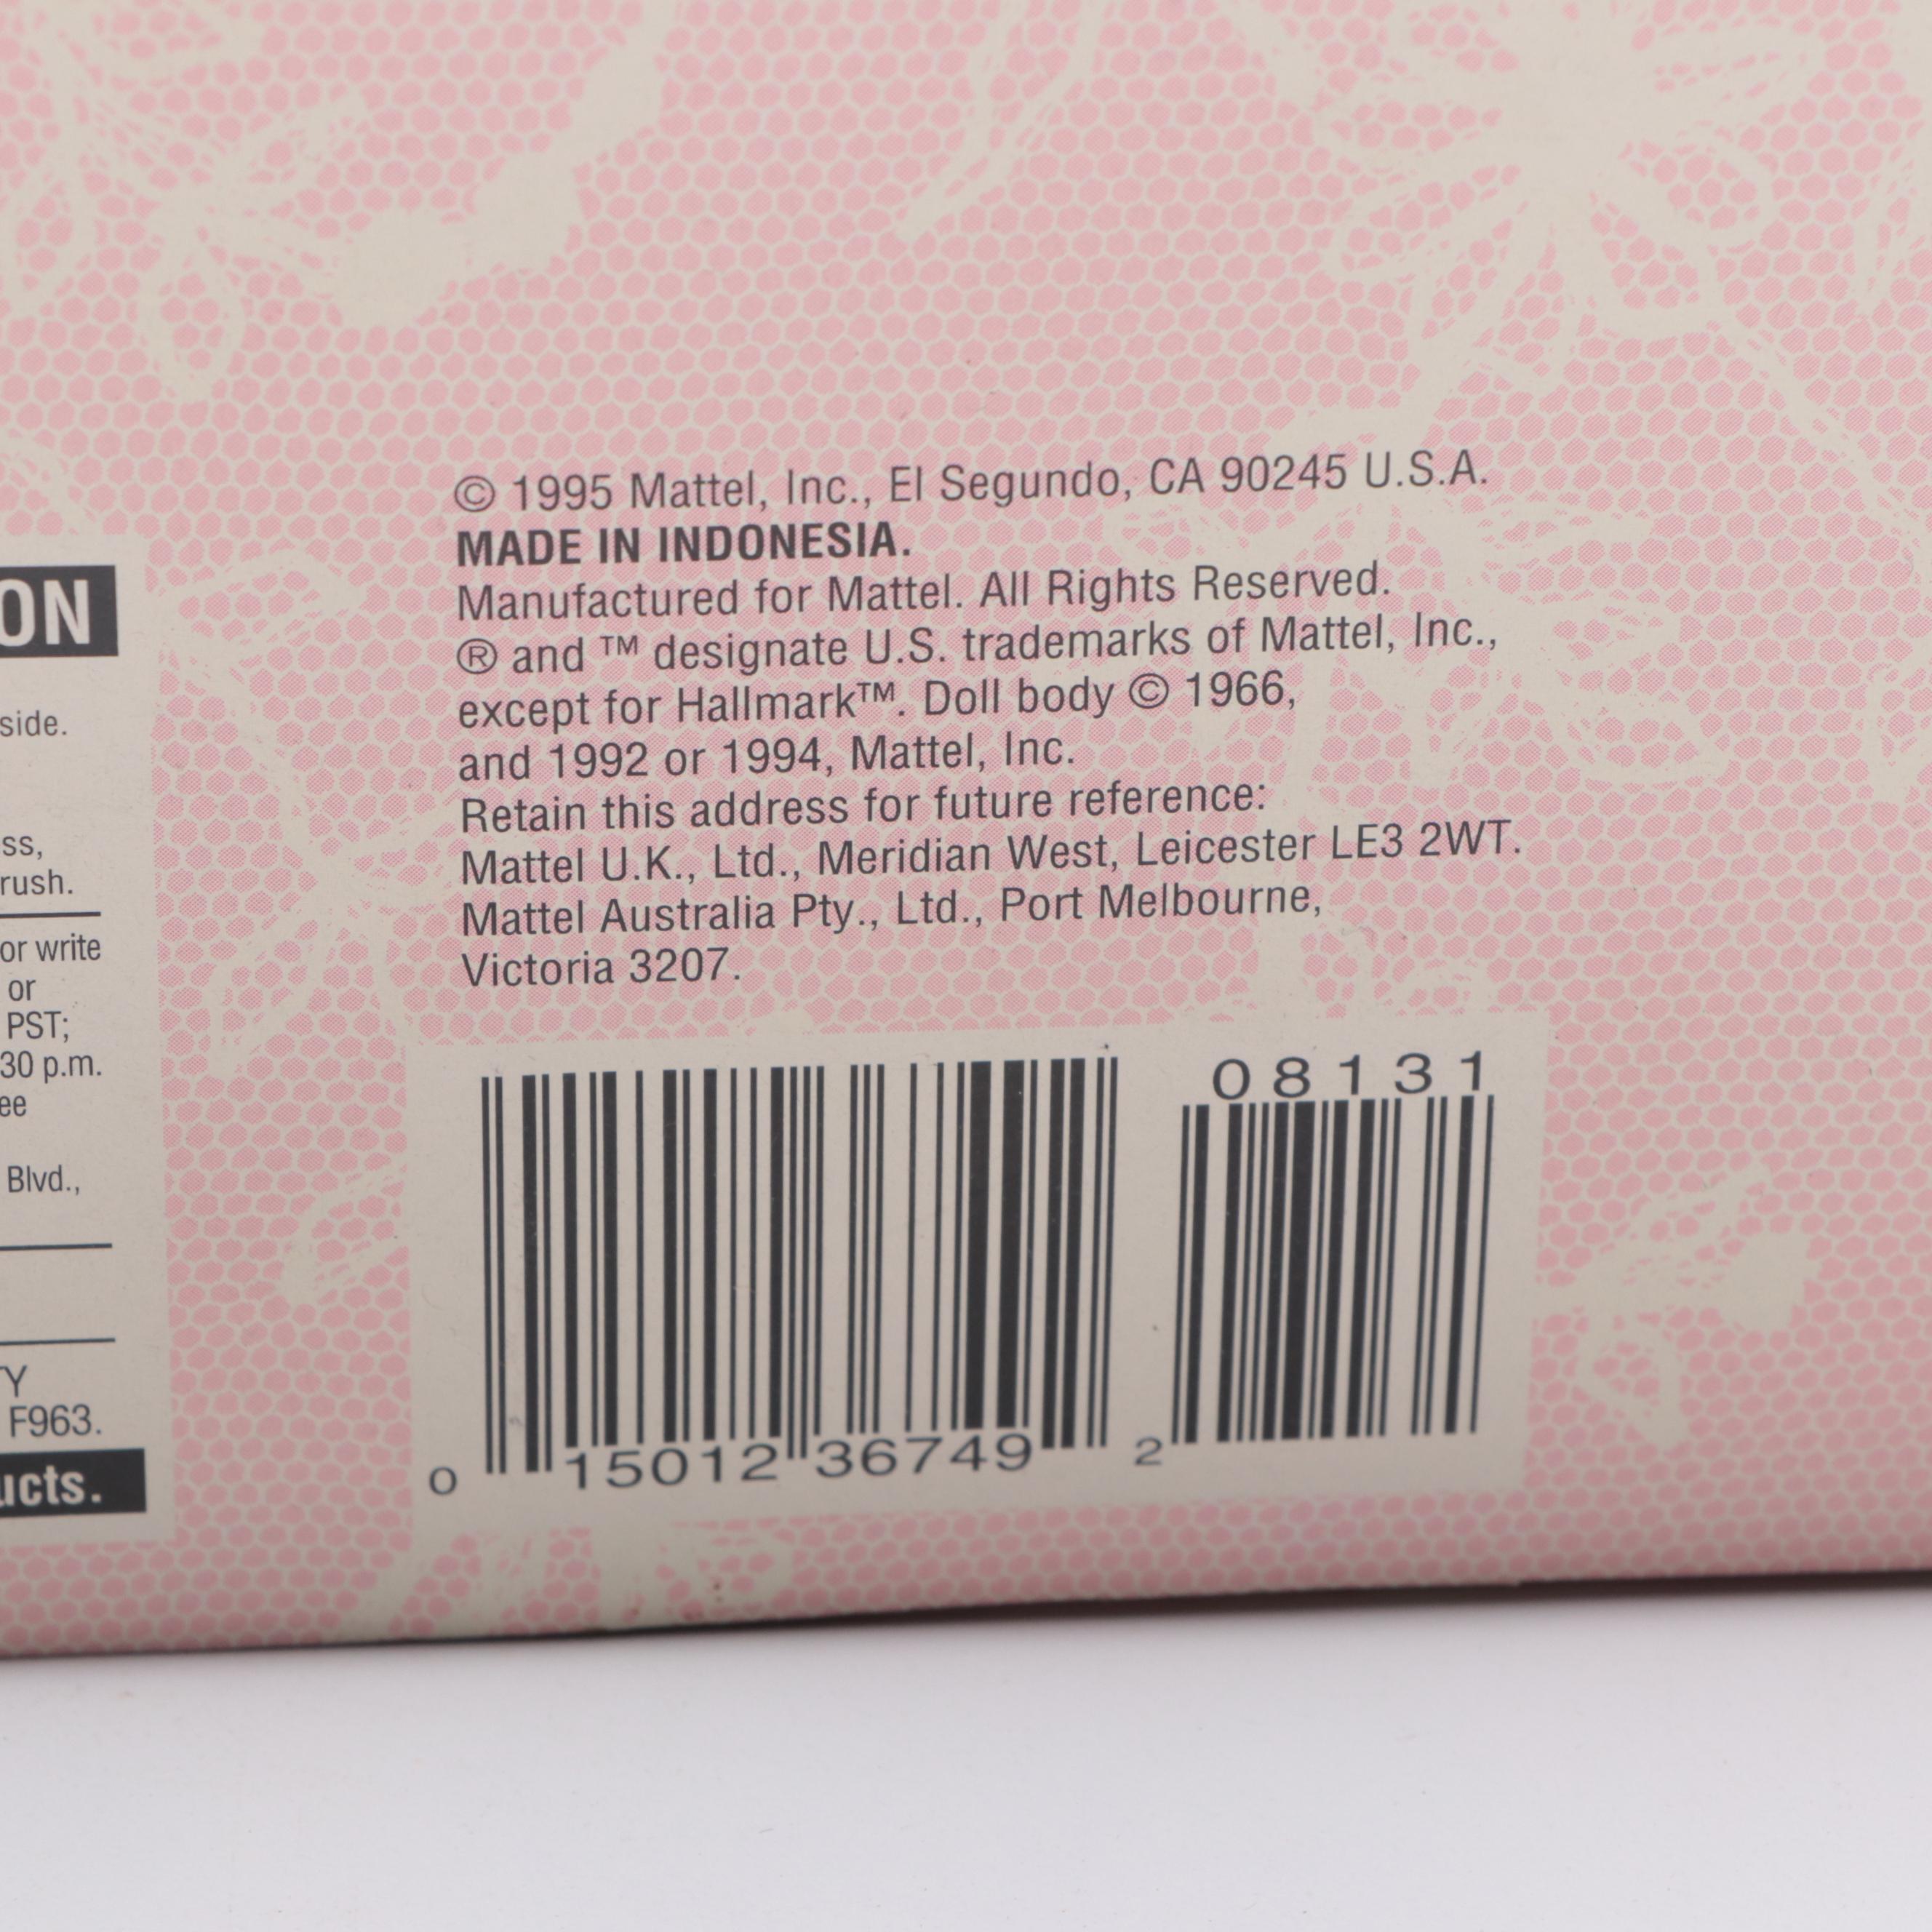 ON
side.
ss,
rush.
or write
or
PST;
30 p.m.
ee
Blvd.,
TY
F963.
ucts.
© 1995 Mattel, Inc., El Segundo, CA 90245 U.S.A.
MADE IN INDONESIA.
Manufactured for Mattel. All Rights Reserved.
® and ™ designate U.S. trademarks of Mattel, Inc.,
except for Hallmark™. Doll body © 1966,
and 1992 or 1994, Mattel, Inc.
Retain this address for future reference:
Mattel U.K., Ltd., Meridian West, Leicester LE3 2WT.
Mattel Australia Pty., Ltd., Port Melbourne,
Victoria 3207.
08131
0 15012 36749 2